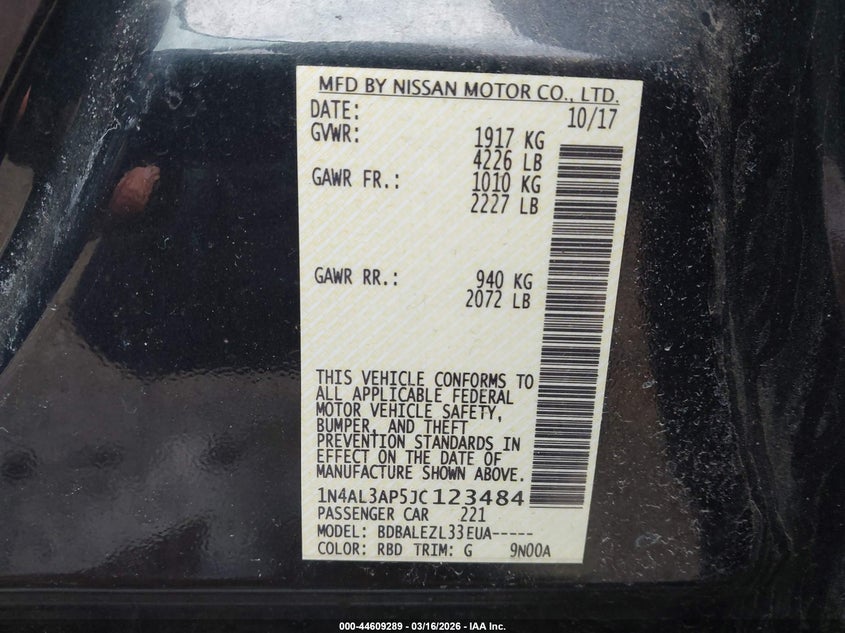 MFD BY NISSAN MOTOR CO., LTD.
DATE: 10/17
GVWR: 1917 KG
4226 LB
GAWR FR.: 1010 KG
2227 LB
GAWR RR.: 940 KG
2072 LB
THIS VEHICLE CONFORMS TO
ALL APPLICABLE FEDERAL
MOTOR VEHICLE SAFETY,
BUMPER, AND THEFT
PREVENTION STANDARDS IN
EFFECT ON THE DATE OF
MANUFACTURE SHOWN ABOVE.
1N4AL3AP5JC123484
PASSENGER CAR 221
MODEL: BDBALEZL33EUA-----
COLOR: RBD TRIM: G 9N00A
000-44609289 - 03/16/2026 - IAA Inc.